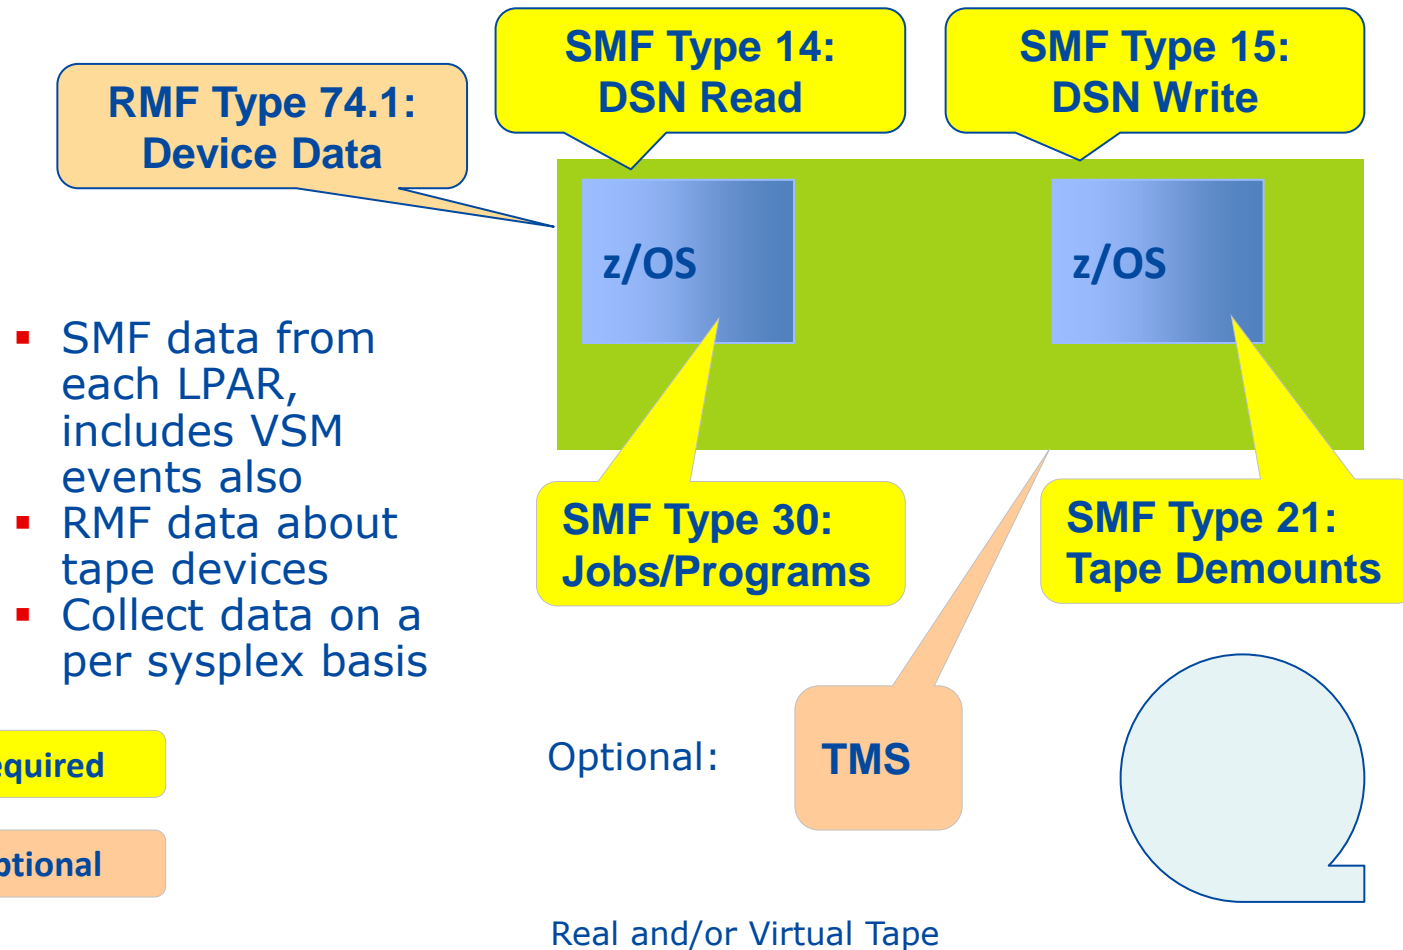 SMF Type 14:
DSN Read
SMF Type 15:
DSN Write
RMF Type 74.1:
Device Data
z/OS
z/OS
▪ SMF data from
each LPAR,
includes VSM
events also
▪ RMF data about
tape devices
▪ Collect data on a
per sysplex basis
SMF Type 30:
Jobs/Programs
SMF Type 21:
Tape Demounts
equired
Optional:
TMS
ptional
Real and/or Virtual Tape